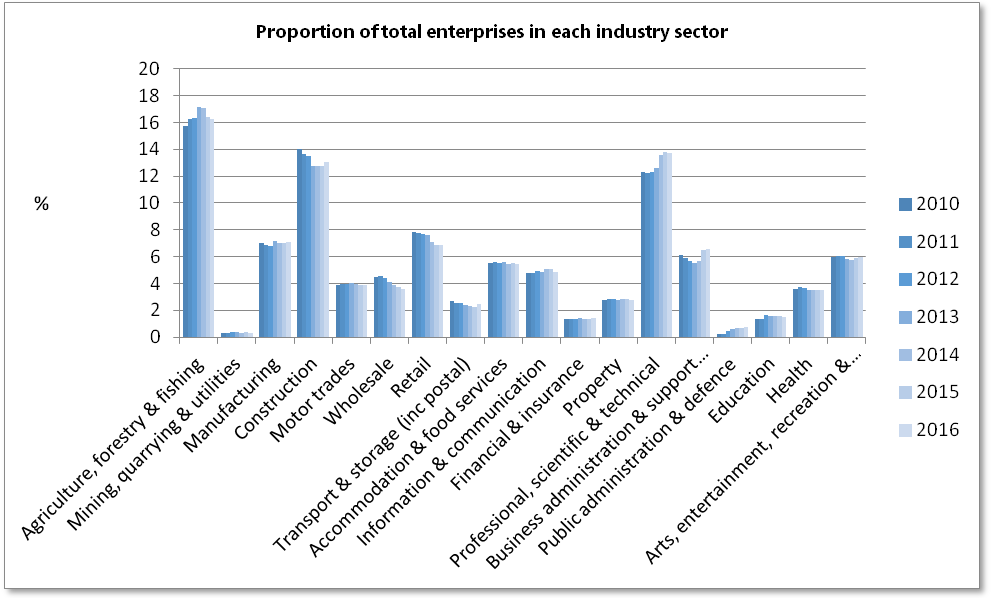 Proportion of total enterprises in each industry sector
20
18
16
14
12
10
8
6
4
2
0
%
Agriculture, forestry & fishing
Mining, quarrying & utilities
Manufacturing
Construction
Motor trades
Wholesale
Retail
Transport & storage (inc postal)
Accommodation & food services
Information & communication
Financial & insurance
Property
Professional, scientific & technical
Business administration & support...
Public administration & defence
Education
Health
Arts, entertainment, recreation &...
2010
2011
2012
2013
2014
2015
2016